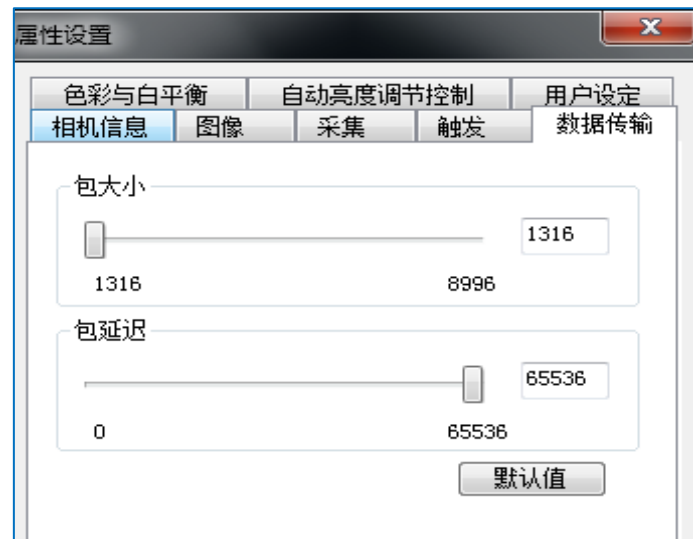 属性设置
色彩与白平衡 自动亮度调节控制 用户设定
相机信息 图像 采集 触发 数据传输
包大小
1316
1316 8996
包延迟
65536
0 65536
默认值